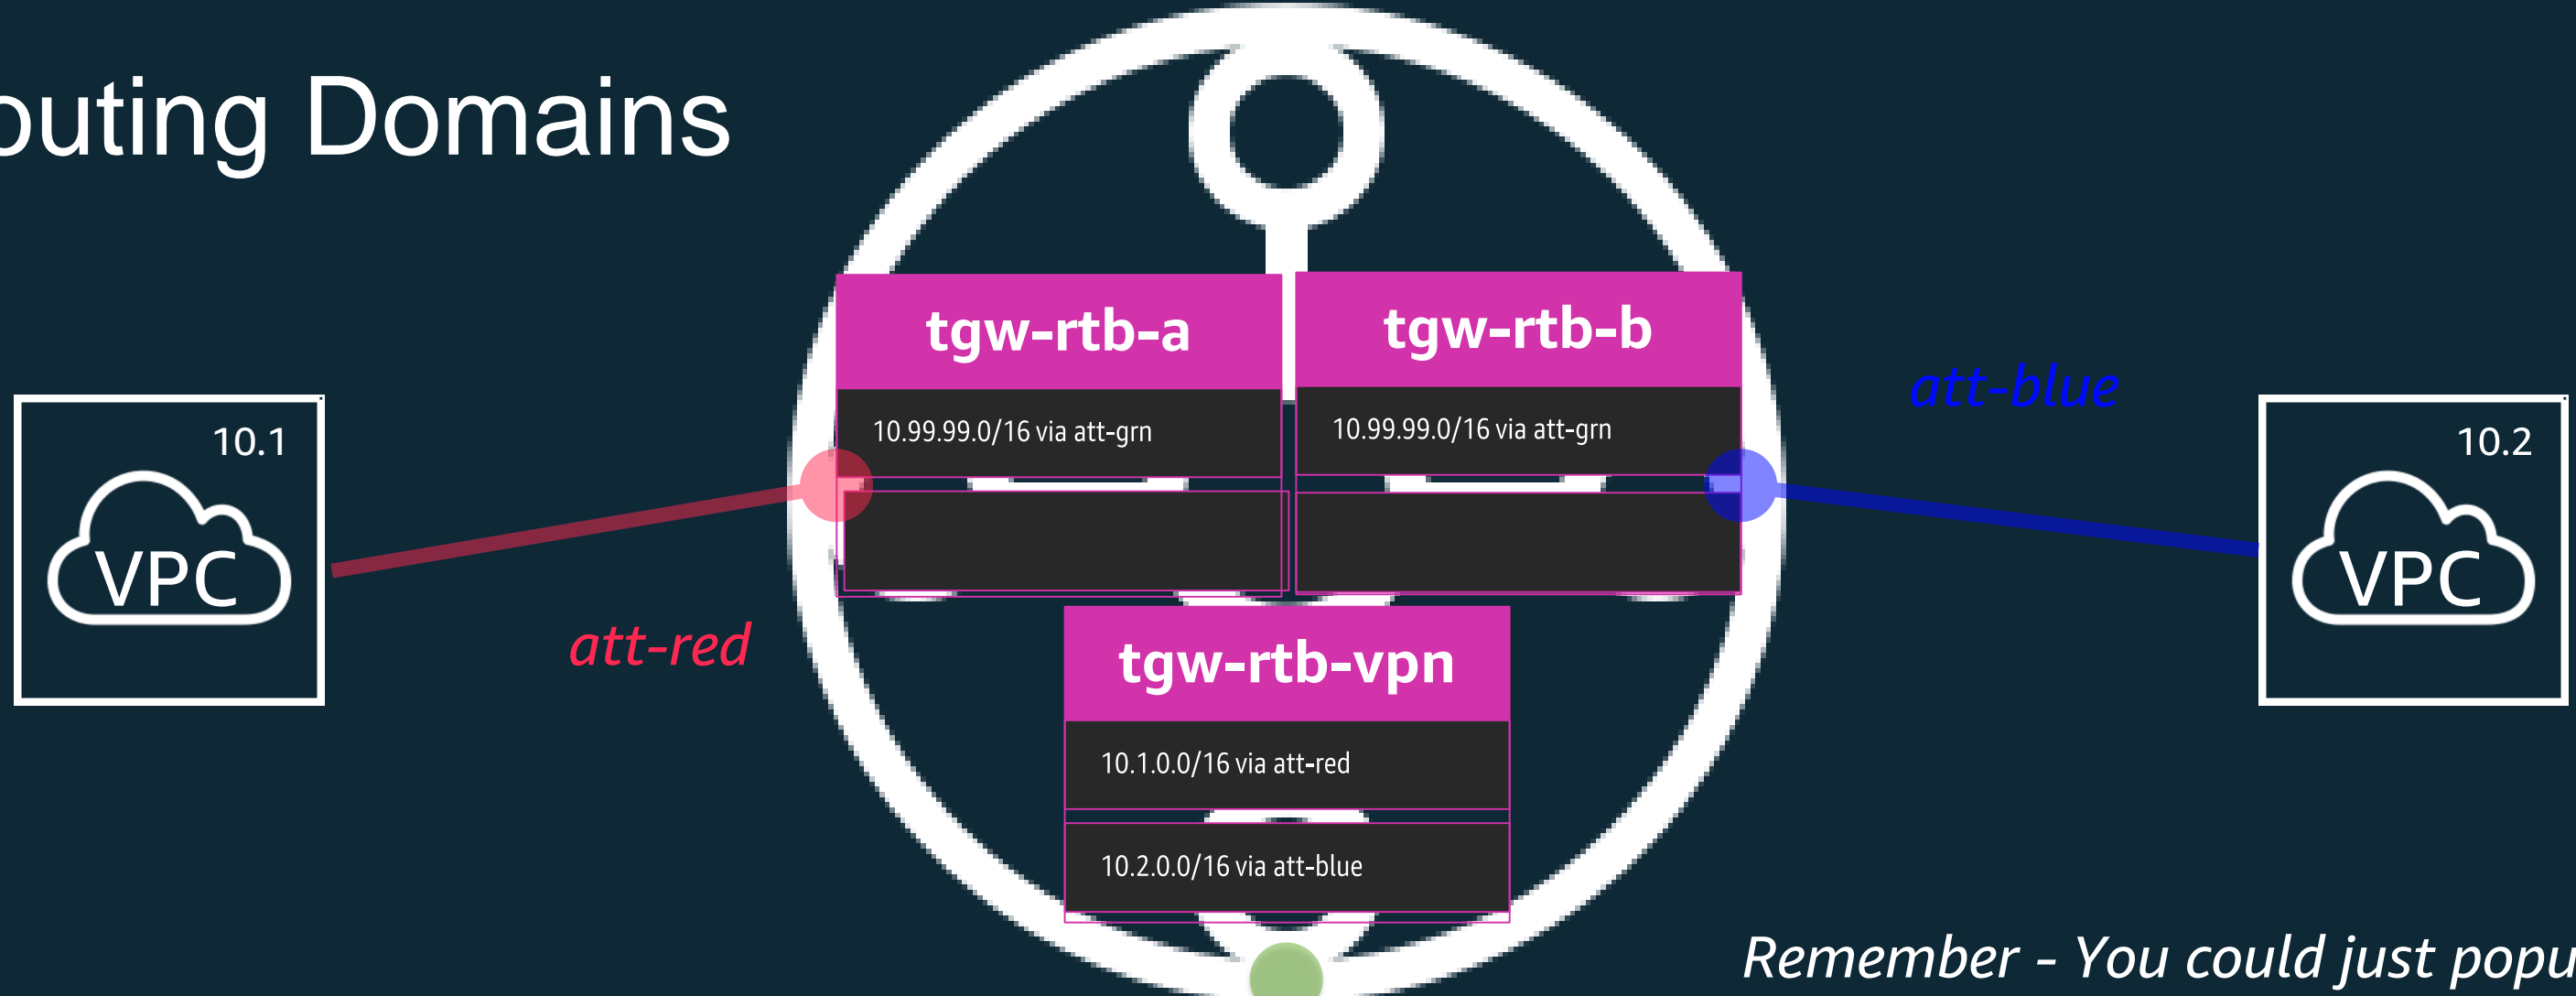 outing Domains
tgw-rtb-a
tgw-rtb-b
10.99.99.0/16 via att-grn
10.99.99.0/16 via att-grn
att-blue
10.1
VPC
10.2
VPC
att-red
tgw-rtb-vpn
10.1.0.0/16 via att-red
10.2.0.0/16 via att-blue
Remember - You could just popu